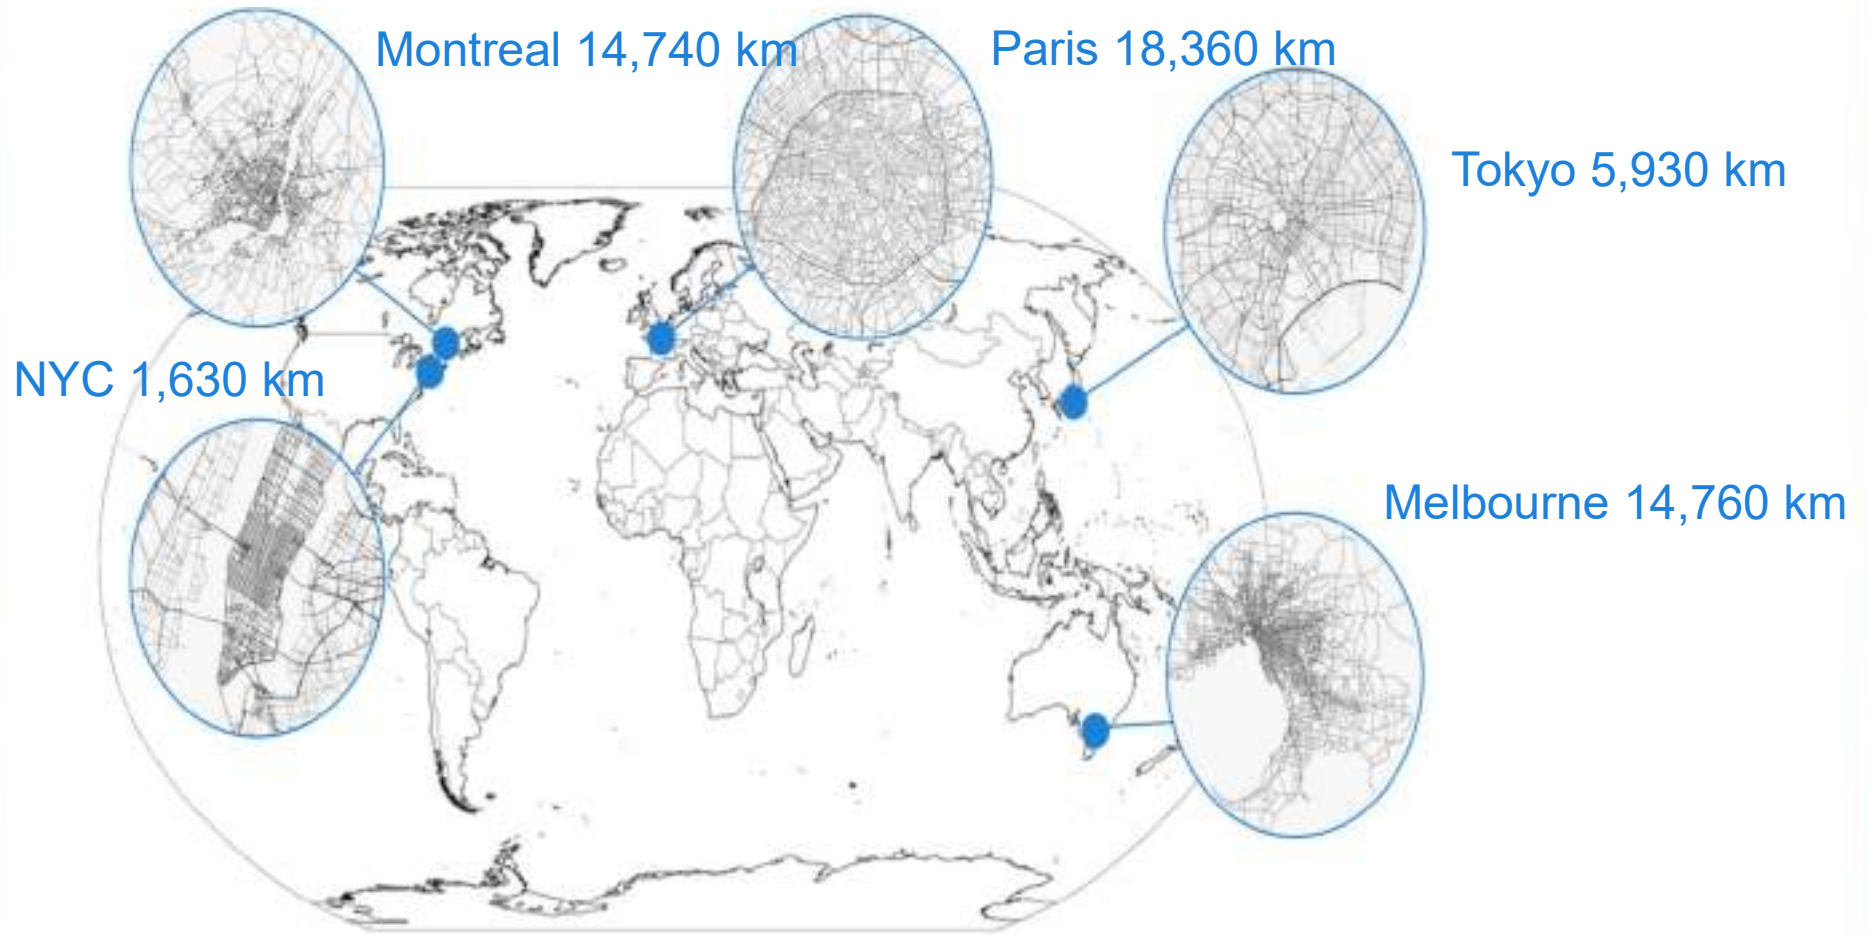 Montreal 14,740 km
Paris 18,360 km
Tokyo 5,930 km
NYC 1,630 km
Melbourne 14,760 km